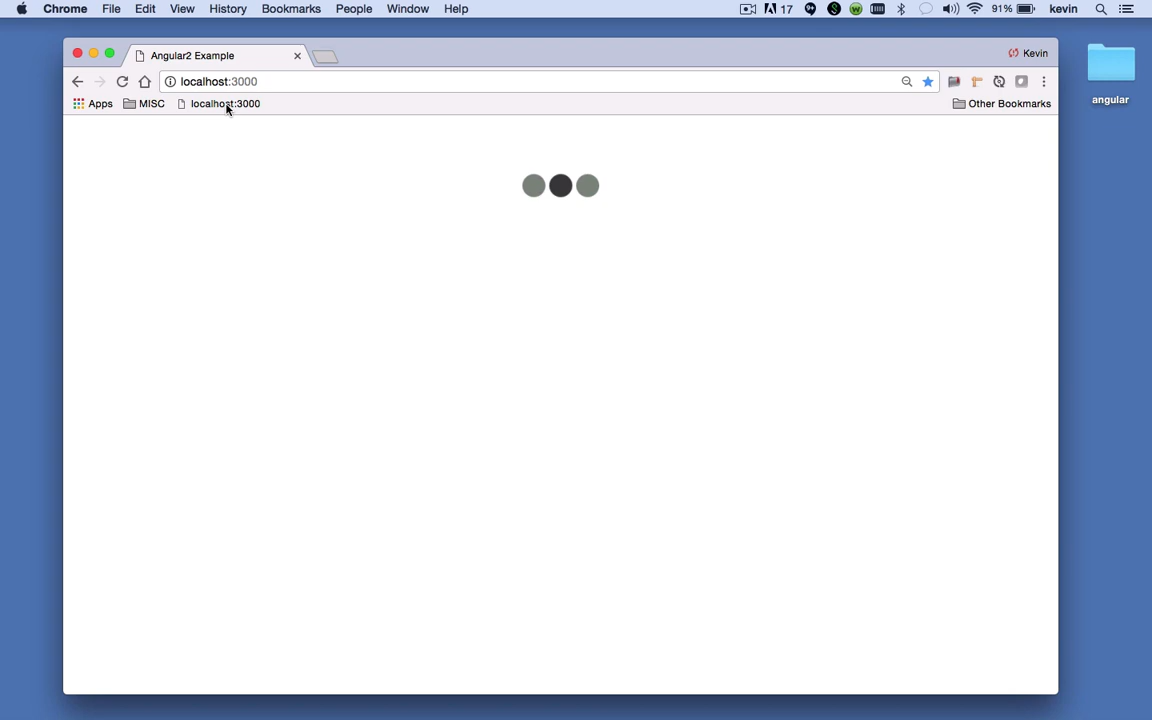 Chrome File Edit View History Bookmarks People Window Help 17 91% kevin
Angular2 Example Kevin
localhost:3000
Apps MISC localhost:3000 Other Bookmarks
angular